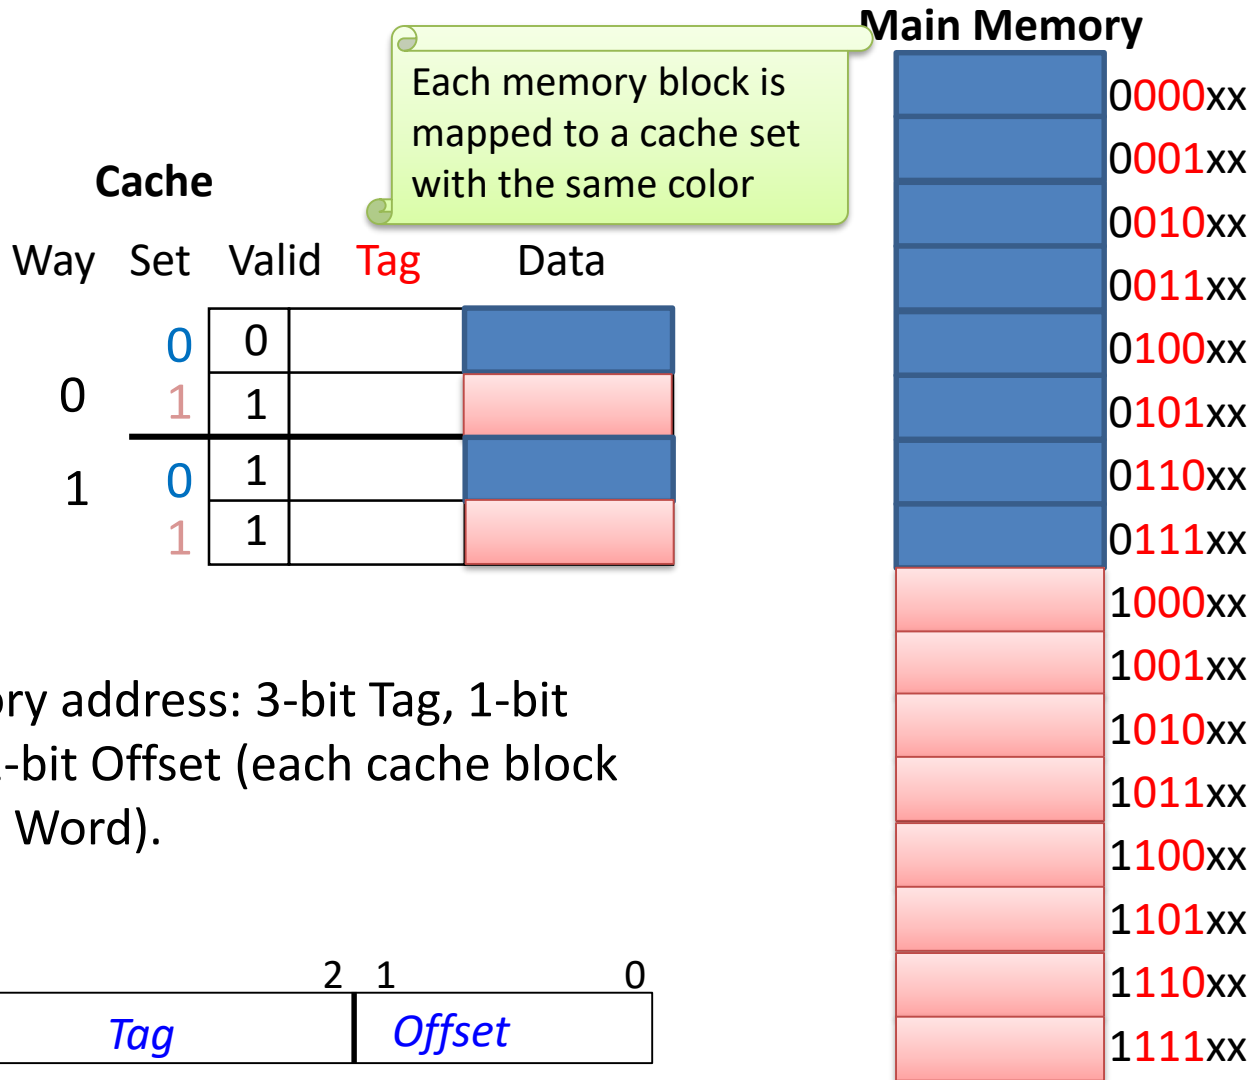 Main Memory
Each memory block is
mapped to a cache set
with the same color
Cache
Way Set Valid Tag Data
0 0
0
1 1
0 1
1
1 1
ory address: 3-bit Tag, 1-bit
-bit Offset (each cache block
Word).
2 1 0
Tag Offset
0000xx
0001xx
0010xx
0011xx
0100xx
0101xx
0110xx
0111xx
1000xx
1001xx
1010xx
1011xx
1100xx
1101xx
1110xx
1111xx